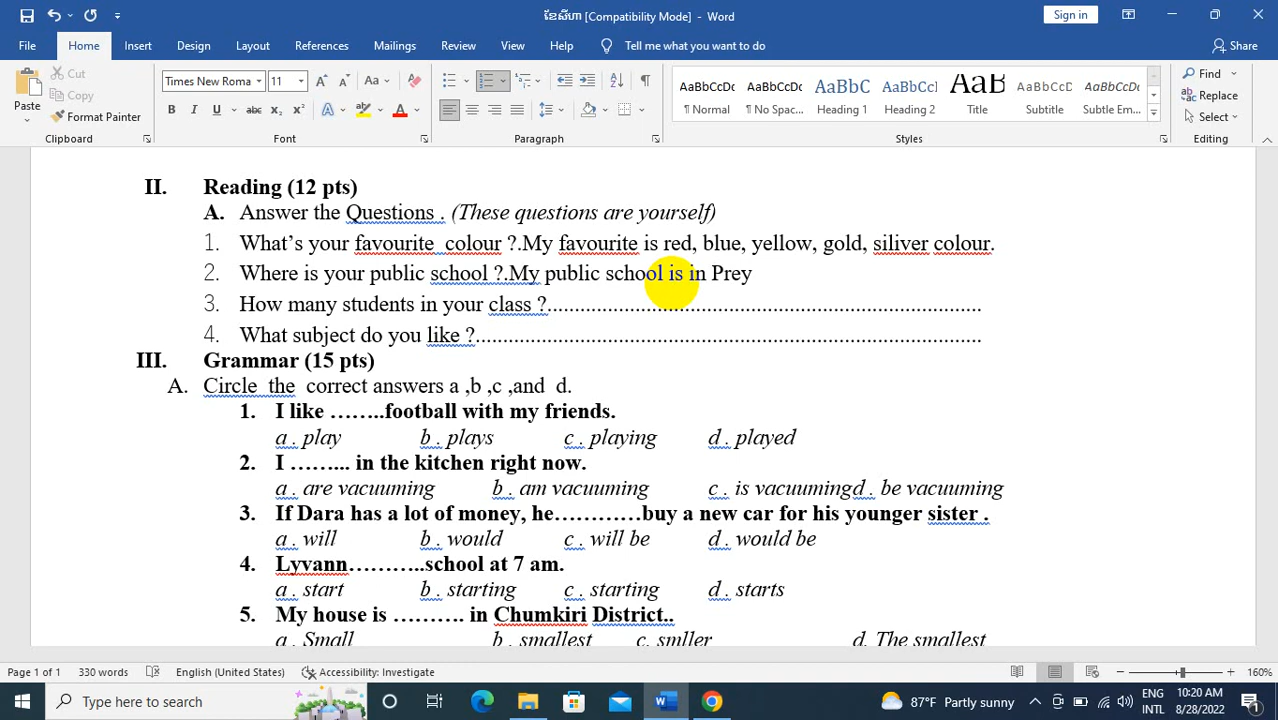 ខែសីហា [Compatibility Mode] - Word
Sign in
File Home Insert Design Layout References Mailings Review View Help Tell me what you want to do Share
Paste
Cut
Copy
Format Painter
Clipboard
Times New Roma 11
Font
Paragraph
AaBbCcDc AaBbCcDc AaBbC AaBbCcI AaB AaBbCcD AaBbCcDt
¶ Normal ¶ No Spac... Heading 1 Heading 2 Title Subtitle Subtle Em...
Styles
Find
Replace
Select
Editing
II. Reading (12 pts)
A. Answer the Questions . (These questions are yourself)
1. What’s your favourite colour ?.My favourite is red, blue, yellow, gold, siliver colour.
2. Where is your public school ?.My public school is in Prey
3. How many students in your class ?...............................................................................
4. What subject do you like ?............................................................................................
III. Grammar (15 pts)
A. Circle the correct answers a ,b ,c ,and d.
1. I like ……..football with my friends.
a . play b . plays c . playing d . played
2. I ……... in the kitchen right now.
a . are vacuuming b . am vacuuming c . is vacuumingd . be vacuuming
3. If Dara has a lot of money, he…………buy a new car for his younger sister .
a . will b . would c . will be d . would be
4. Lyvann………..school at 7 am.
a . start b . starting c . starting d . starts
5. My house is ………. in Chumkiri District..
a . Small b . smallest c. smller d. The smallest
Page 1 of 1 330 words English (United States) Accessibility: Investigate 160%
Type here to search
87°F Partly sunny
ENG
INTL
10:20 AM
8/28/2022